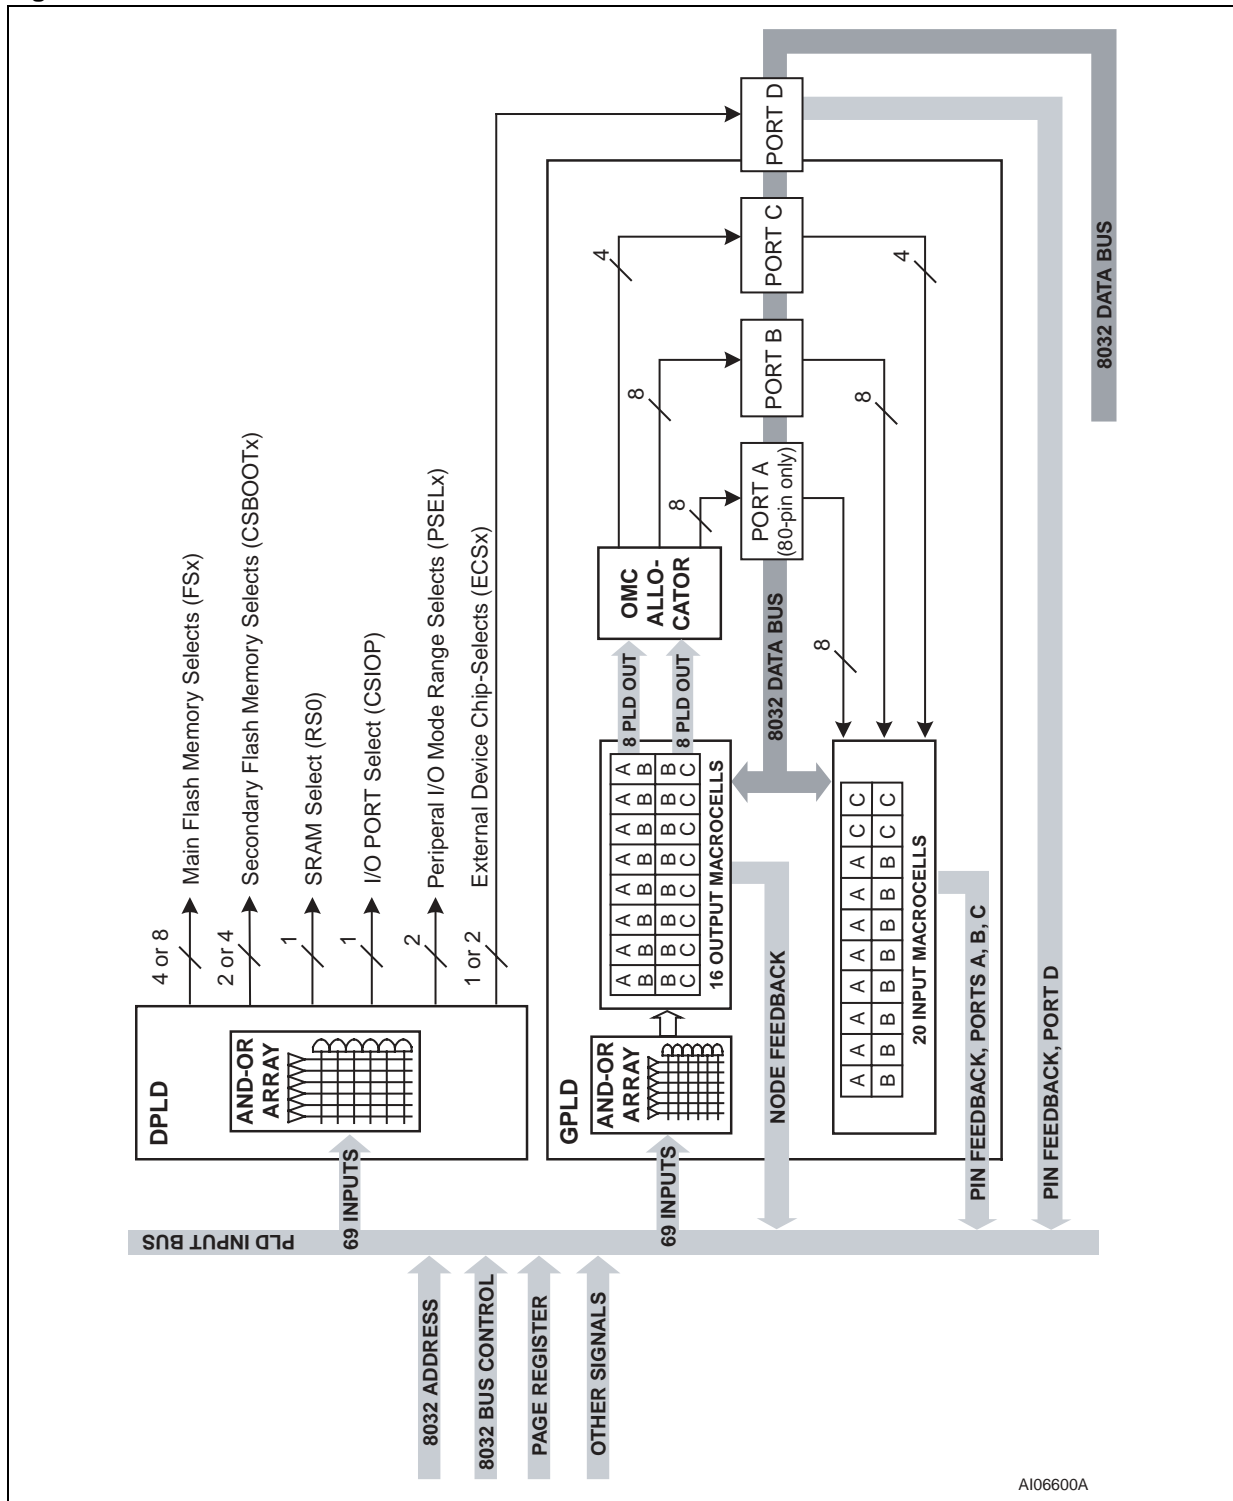 DPLD
AND-OR
ARRAY
69 INPUTS
4 or 8
Main Flash Memory Selects (FSx)
2 or 4
Secondary Flash Memory Selects (CSBOOTx)
1
SRAM Select (RS0)
1
I/O PORT Select (CSIOP)
2
Periperal I/O Mode Range Selects (PSELx)
1 or 2
External Device Chip-Selects (ECSx)
PLD INPUT BUS
8032 ADDRESS
8032 BUS CONTROL
PAGE REGISTER
OTHER SIGNALS
GPLD
AND-OR
ARRAY
69 INPUTS
A A A A A A A A
B B B B B B B B
B B B B B B B B
C C C C C C C C
16 OUTPUT MACROCELLS
8 PLD OUT
8 PLD OUT
OMC
ALLO-
CATOR
8
8
4
PORT A
(80-pin only)
PORT B
PORT C
PORT D
8
8
4
8032 DATA BUS
8032 DATA BUS
A A A A A A A A C C
B B B B B B B B C C
20 INPUT MACROCELLS
NODE FEEDBACK
PIN FEEDBACK, PORTS A, B, C
PIN FEEDBACK, PORT D
AI06600A